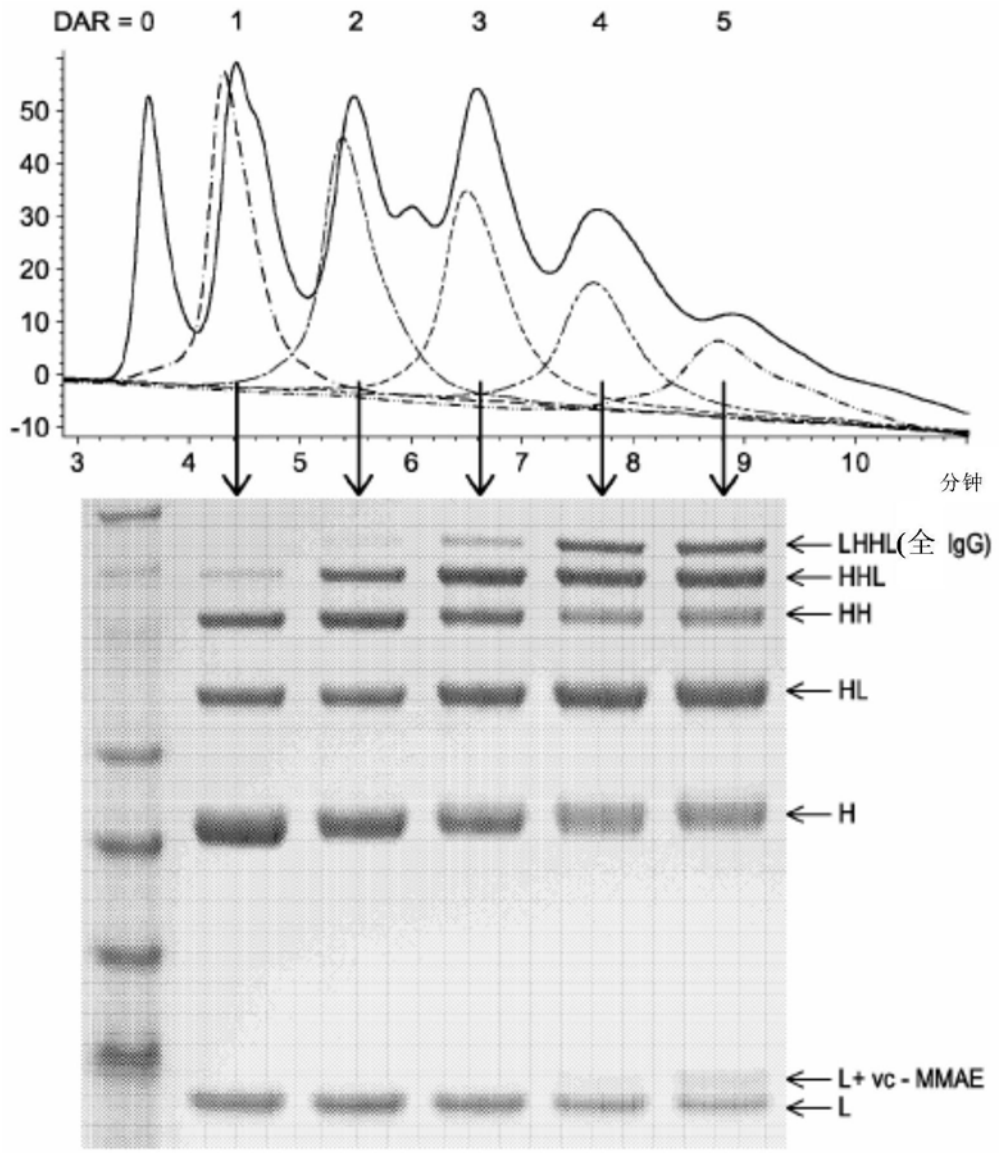 DAR = 0 1 2 3 4 5
50
40
30
20
10
0
-10
3 4 5 6 7 8 9 10
分钟
LHHL(全 IgG)
HHL
HH
HL
H
L+ vc - MMAE
L